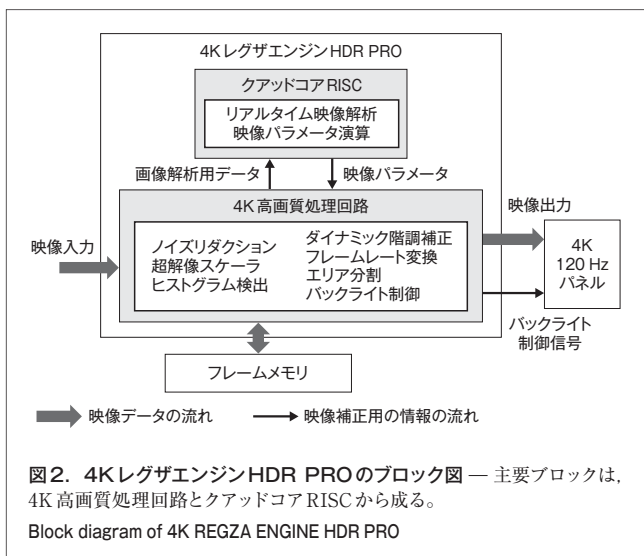 4KレグザエンジンHDR PRO
クアッドコアRISC
リアルタイム映像解析
映像パラメータ演算
画像解析用データ
映像パラメータ
4K高画質処理回路
映像入力
ノイズリダクション
超解像スケーラ
ヒストグラム検出
ダイナミック階調補正
フレームレート変換
エリア分割
バックライト制御
映像出力
4K
120 Hz
パネル
バックライト
制御信号
フレームメモリ
映像データの流れ
映像補正用の情報の流れ
図2.4KレグザエンジンHDR PROのブロック図 — 主要ブロックは,
4K高画質処理回路とクアッドコアRISCから成る。
Block diagram of 4K REGZA ENGINE HDR PRO